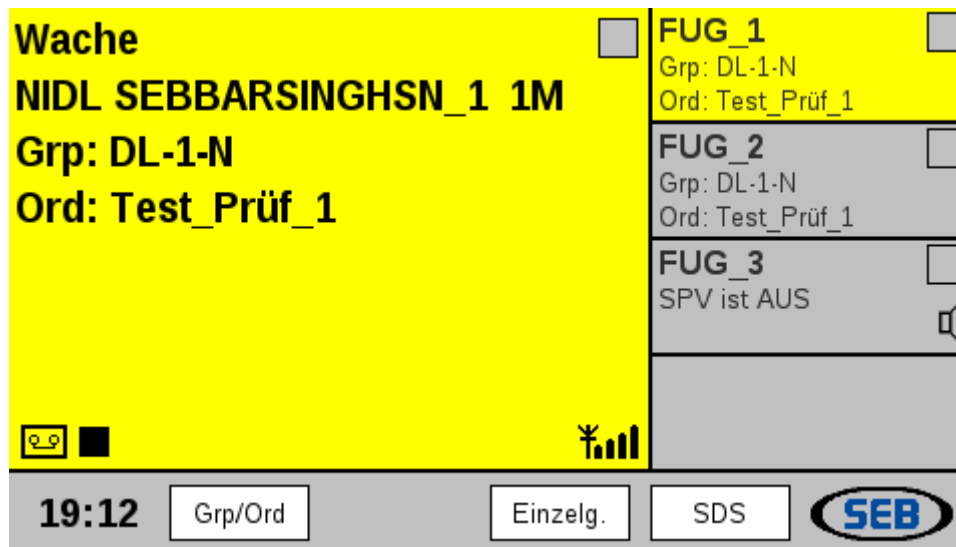 Wache
NIDL SEBBARSINGHSN_1 1M
Grp: DL-1-N
Ord: Test_Prüf_1
FUG_1
Grp: DL-1-N
Ord: Test_Prüf_1
FUG_2
Grp: DL-1-N
Ord: Test_Prüf_1
FUG_3
SPV ist AUS
19:12
Grp/Ord
Einzelg.
SDS
SEB